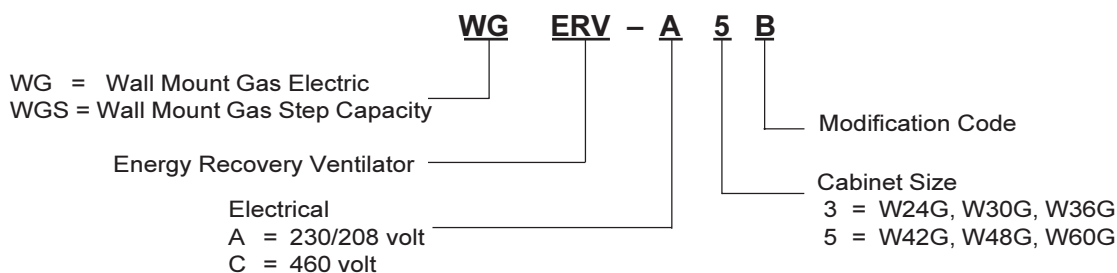 WG ERV – A 5 B
WG = Wall Mount Gas Electric
WGS = Wall Mount Gas Step Capacity
Modification Code
Energy Recovery Ventilator
Cabinet Size
3 = W24G, W30G, W36G
5 = W42G, W48G, W60G
Electrical
A = 230/208 volt
C = 460 volt